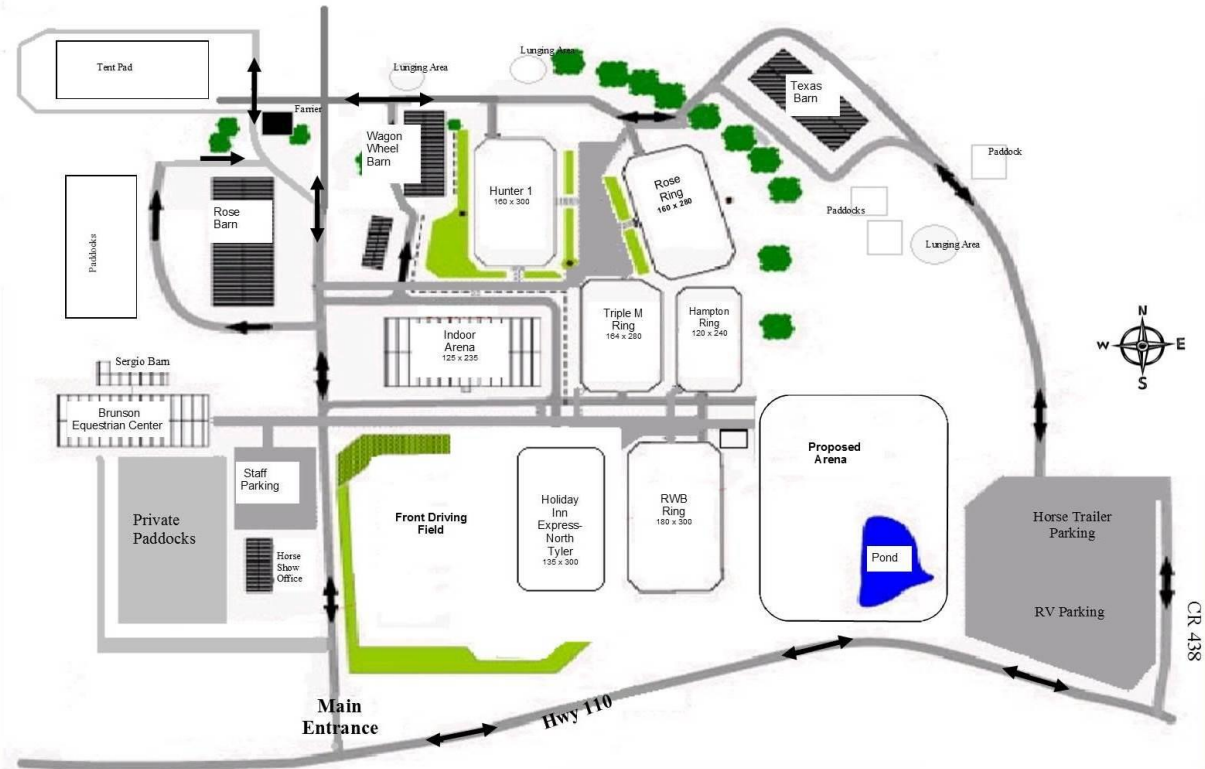 Tent Pad
Lunging Area
Lunging Area
Farrier
Texas
Barn
Wagon
Wheel
Barn
Paddock
Hunter 1
160 x 300
Rose
Ring
160 x 280
Rose
Barn
Paddocks
Paddocks
Lunging Area
N
W
E
S
Triple M
Ring
164 x 280
Hampton
Ring
120 x 240
Indoor
Arena
125 x 235
Sergio Barn
Brunson
Equestrian Center
Staff
Parking
Private
Paddocks
Horse
Show
Office
Front Driving
Field
Holiday
Inn
Express-
North
Tyler
135 x 300
RWB
Ring
180 x 300
Proposed
Arena
Pond
Horse Trailer
Parking
RV Parking
CR 438
Main
Entrance
Hwy 110